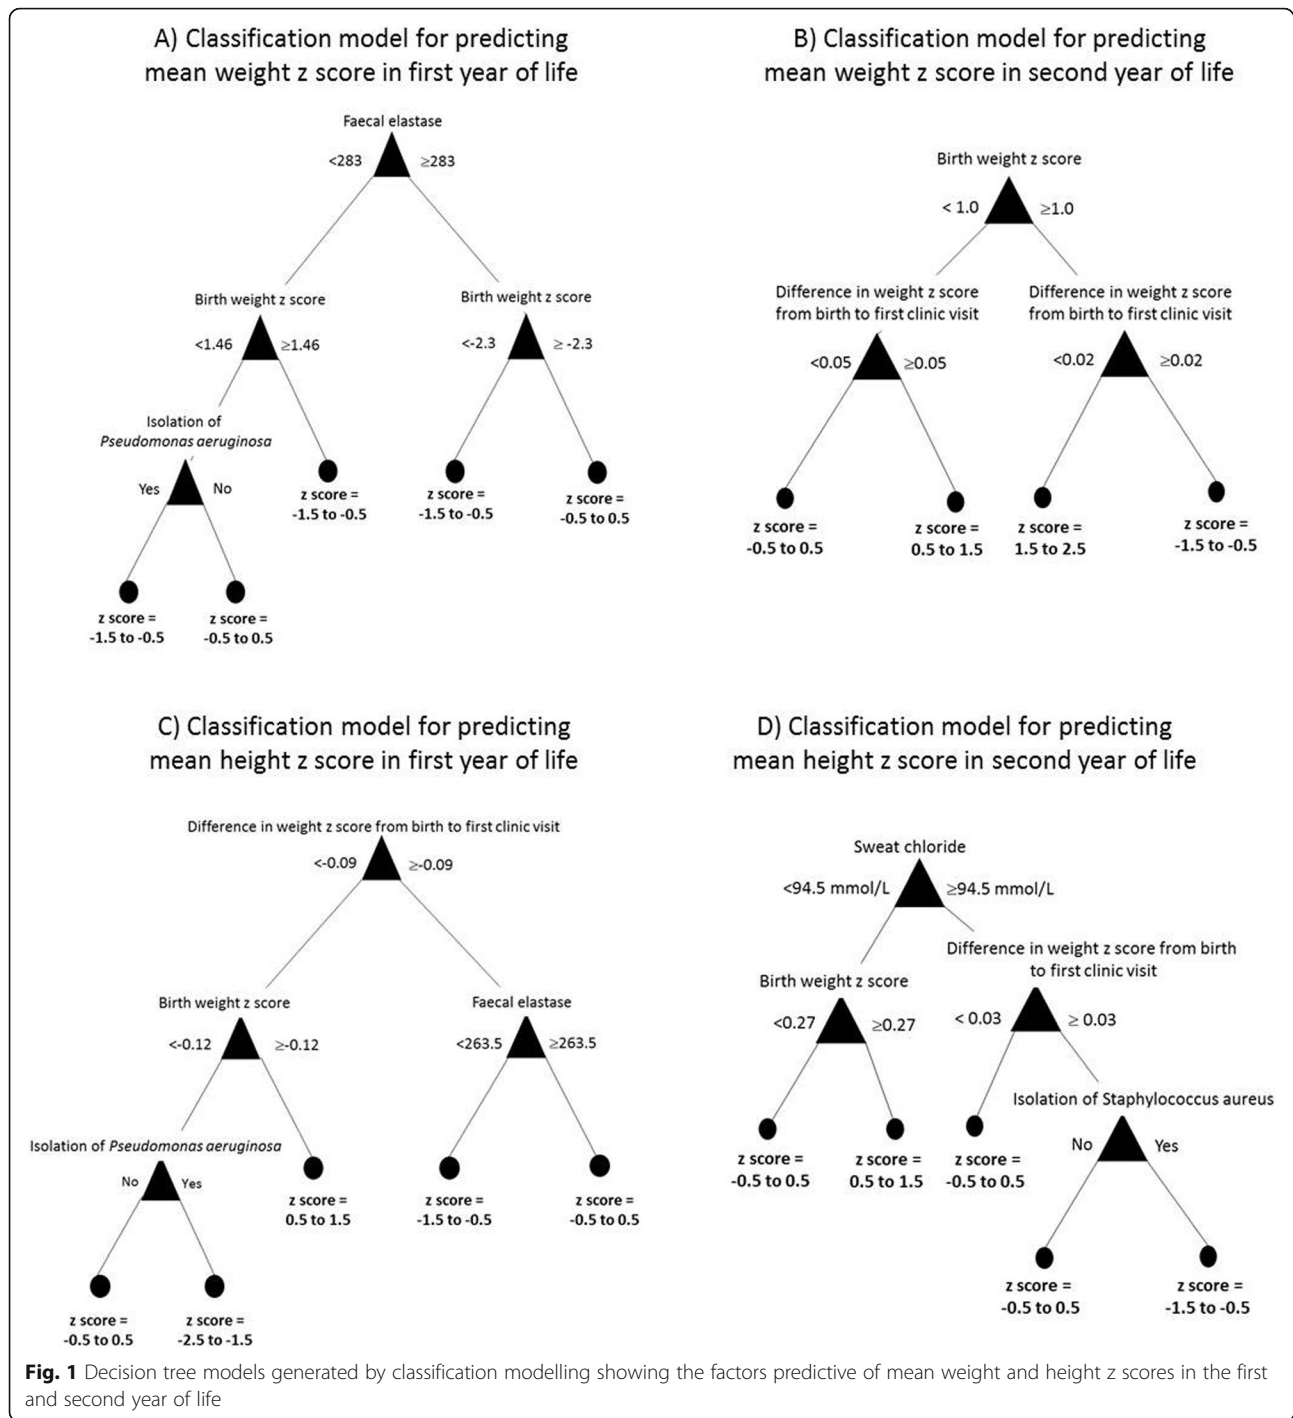 A) Classification model for predicting
mean weight z score in first year of life
Faecal elastase
<283 ≥283
Birth weight z score Birth weight z score
<1.46 ≥1.46 <-2.3 ≥ -2.3
Isolation of
Pseudomonas aeruginosa
Yes No
z score =
-1.5 to -0.5
z score =
-1.5 to -0.5
z score =
-0.5 to 0.5
z score =
-1.5 to -0.5
z score =
-0.5 to 0.5
B) Classification model for predicting
mean weight z score in second year of life
Birth weight z score
< 1.0 ≥1.0
Difference in weight z score
from birth to first clinic visit
Difference in weight z score
from birth to first clinic visit
<0.05 ≥0.05 <0.02 ≥0.02
z score =
-0.5 to 0.5
z score =
0.5 to 1.5
z score =
1.5 to 2.5
z score =
-1.5 to -0.5
C) Classification model for predicting
mean height z score in first year of life
Difference in weight z score from birth to first clinic visit
<-0.09 ≥-0.09
Birth weight z score Faecal elastase
<-0.12 ≥-0.12 <263.5 ≥263.5
Isolation of Pseudomonas aeruginosa
No Yes
z score =
0.5 to 1.5
z score =
-1.5 to -0.5
z score =
-0.5 to 0.5
z score =
-0.5 to 0.5
z score =
-2.5 to -1.5
D) Classification model for predicting
mean height z score in second year of life
Sweat chloride
<94.5 mmol/L ≥94.5 mmol/L
Difference in weight z score from birth
to first clinic visit
Birth weight z score
<0.27 ≥0.27 < 0.03 ≥ 0.03
Isolation of Staphylococcus aureus
No Yes
z score =
-0.5 to 0.5
z score =
0.5 to 1.5
z score =
-0.5 to 0.5
z score =
-0.5 to 0.5
z score =
-1.5 to -0.5
Fig. 1 Decision tree models generated by classification modelling showing the factors predictive of mean weight and height z scores in the first
and second year of life